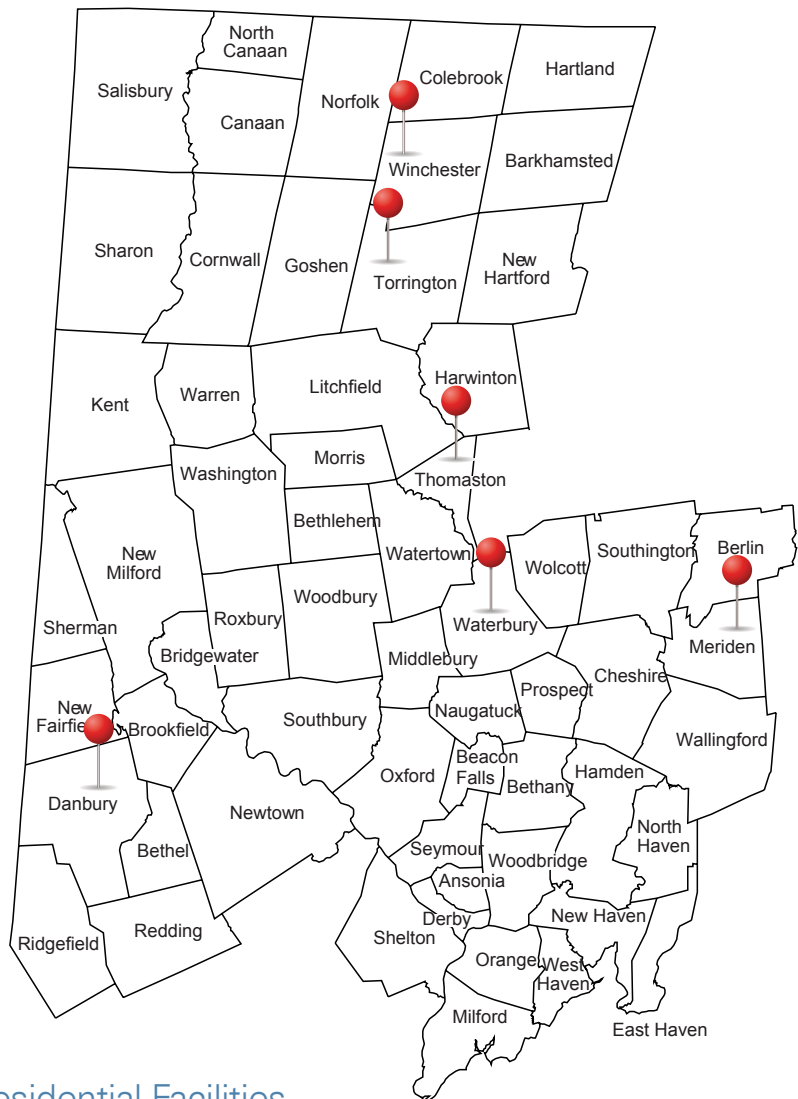 North
Canaan
Colebrook
Hartland
Salisbury
Norfolk
Canaan
Winchester
Barkhamsted
Sharon
Cornwall
Goshen
New
Hartford
Torrington
Harwinton
Litchfield
Warren
Kent
Morris
Washington
Thomaston
Bethlehem
Watertown
Wolcott
Southington
Berlin
New
Milford
Woodbury
Roxbury
Waterbury
Sherman
Bridgewater
Middlebury
Meriden
Cheshire
Prospect
New
Fairfie
Brookfield
Southbury
Naugatuck
Wallingford
Beacon
Falls
Oxford
Hamden
Bethany
Danbury
Newtown
North
Haven
Bethel
Seymour
Woodbridge
Ansonia
Derby
New Haven
Redding
Ridgefield
Shelton
Orange
West
Haven
Milford
East Haven
esidential Facilities